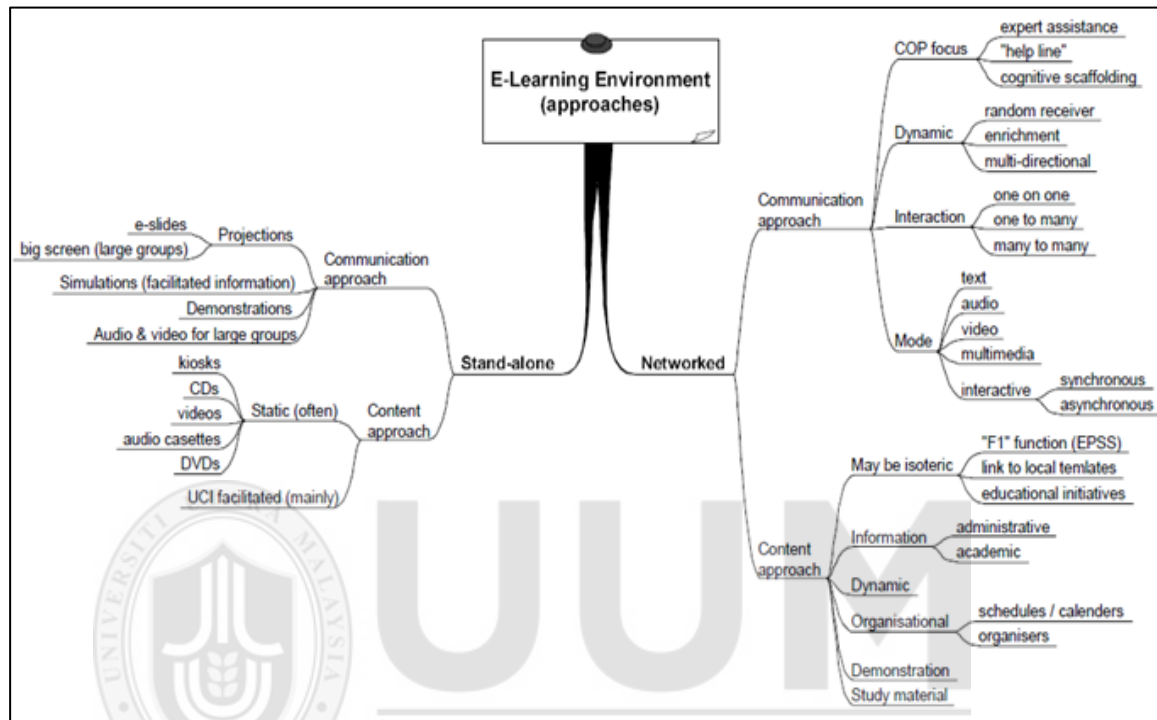 E-Learning Environment
(approaches)
Stand-alone
Communication
approach
Projections
e-slides
big screen (large groups)
Simulations (facilitated information)
Demonstrations
Audio & video for large groups
Content
approach
Static (often)
kiosks
CDs
videos
audio casettes
DVDs
UCI facilitated (mainly)
Networked
Communication
approach
COP focus
expert assistance
"help line"
cognitive scaffolding
Dynamic
random receiver
enrichment
multi-directional
Interaction
one on one
one to many
many to many
Mode
text
audio
video
multimedia
interactive
synchronous
asynchronous
Content
approach
May be isoteric
"F1" function (EPSS)
link to local temlates
educational initiatives
Information
administrative
academic
Dynamic
Organisational
schedules / calenders
organisers
Demonstration
Study material
UUM
UNIVERSITI UTARA MALAYSIA